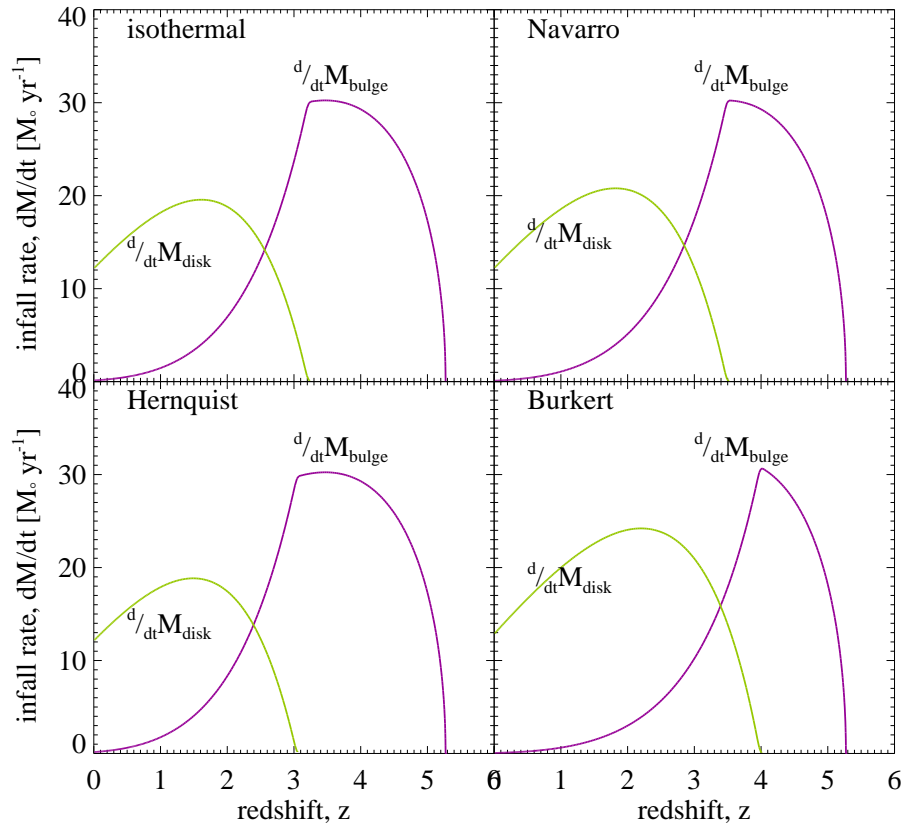 40
30
20
10
0
infall rate, dM/dt [M∘ yr-1]
isothermal
d/dtMbulge
d/dtMdisk
Navarro
d/dtMbulge
d/dtMdisk
40
30
20
10
0
infall rate, dM/dt [M∘ yr-1]
Hernquist
d/dtMbulge
d/dtMdisk
Burkert
d/dtMbulge
d/dtMdisk
0 1 2 3 4 5 6
0 1 2 3 4 5 6
redshift, z
redshift, z